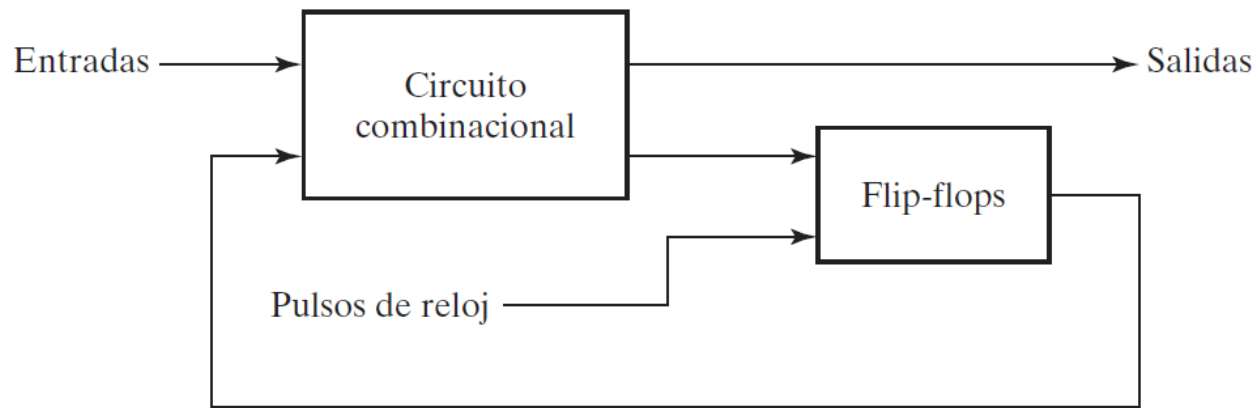 Entradas
Circuito
combinacional
Salidas
Flip-flops
Pulsos de reloj